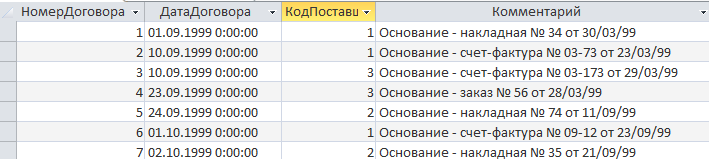 НомерДоговора ДатаДоговора КодПоставш Комментарий
1 01.09.1999 0:00:00 1 Основание - накладная № 34 от 30/03/99
2 10.09.1999 0:00:00 1 Основание - счет-фактура № 03-73 от 23/03/99
3 10.09.1999 0:00:00 3 Основание - счет-фактура № 03-173 от 29/03/99
4 23.09.1999 0:00:00 3 Основание - заказ № 56 от 28/03/99
5 24.09.1999 0:00:00 2 Основание - накладная № 74 от 11/09/99
6 01.10.1999 0:00:00 1 Основание - счет-фактура № 09-12 от 23/09/99
7 02.10.1999 0:00:00 2 Основание - накладная № 35 от 21/09/99